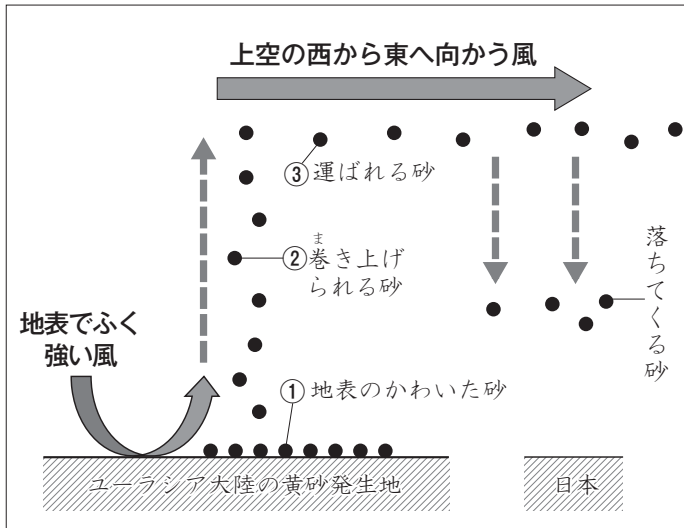 上空の西から東へ向かう風
③運ばれる砂
ま
②巻き上げ
られる砂
落ちてくる砂
地表でふく
強い風
①地表のかわいた砂
ユーラシア大陸の黄砂発生地
日本